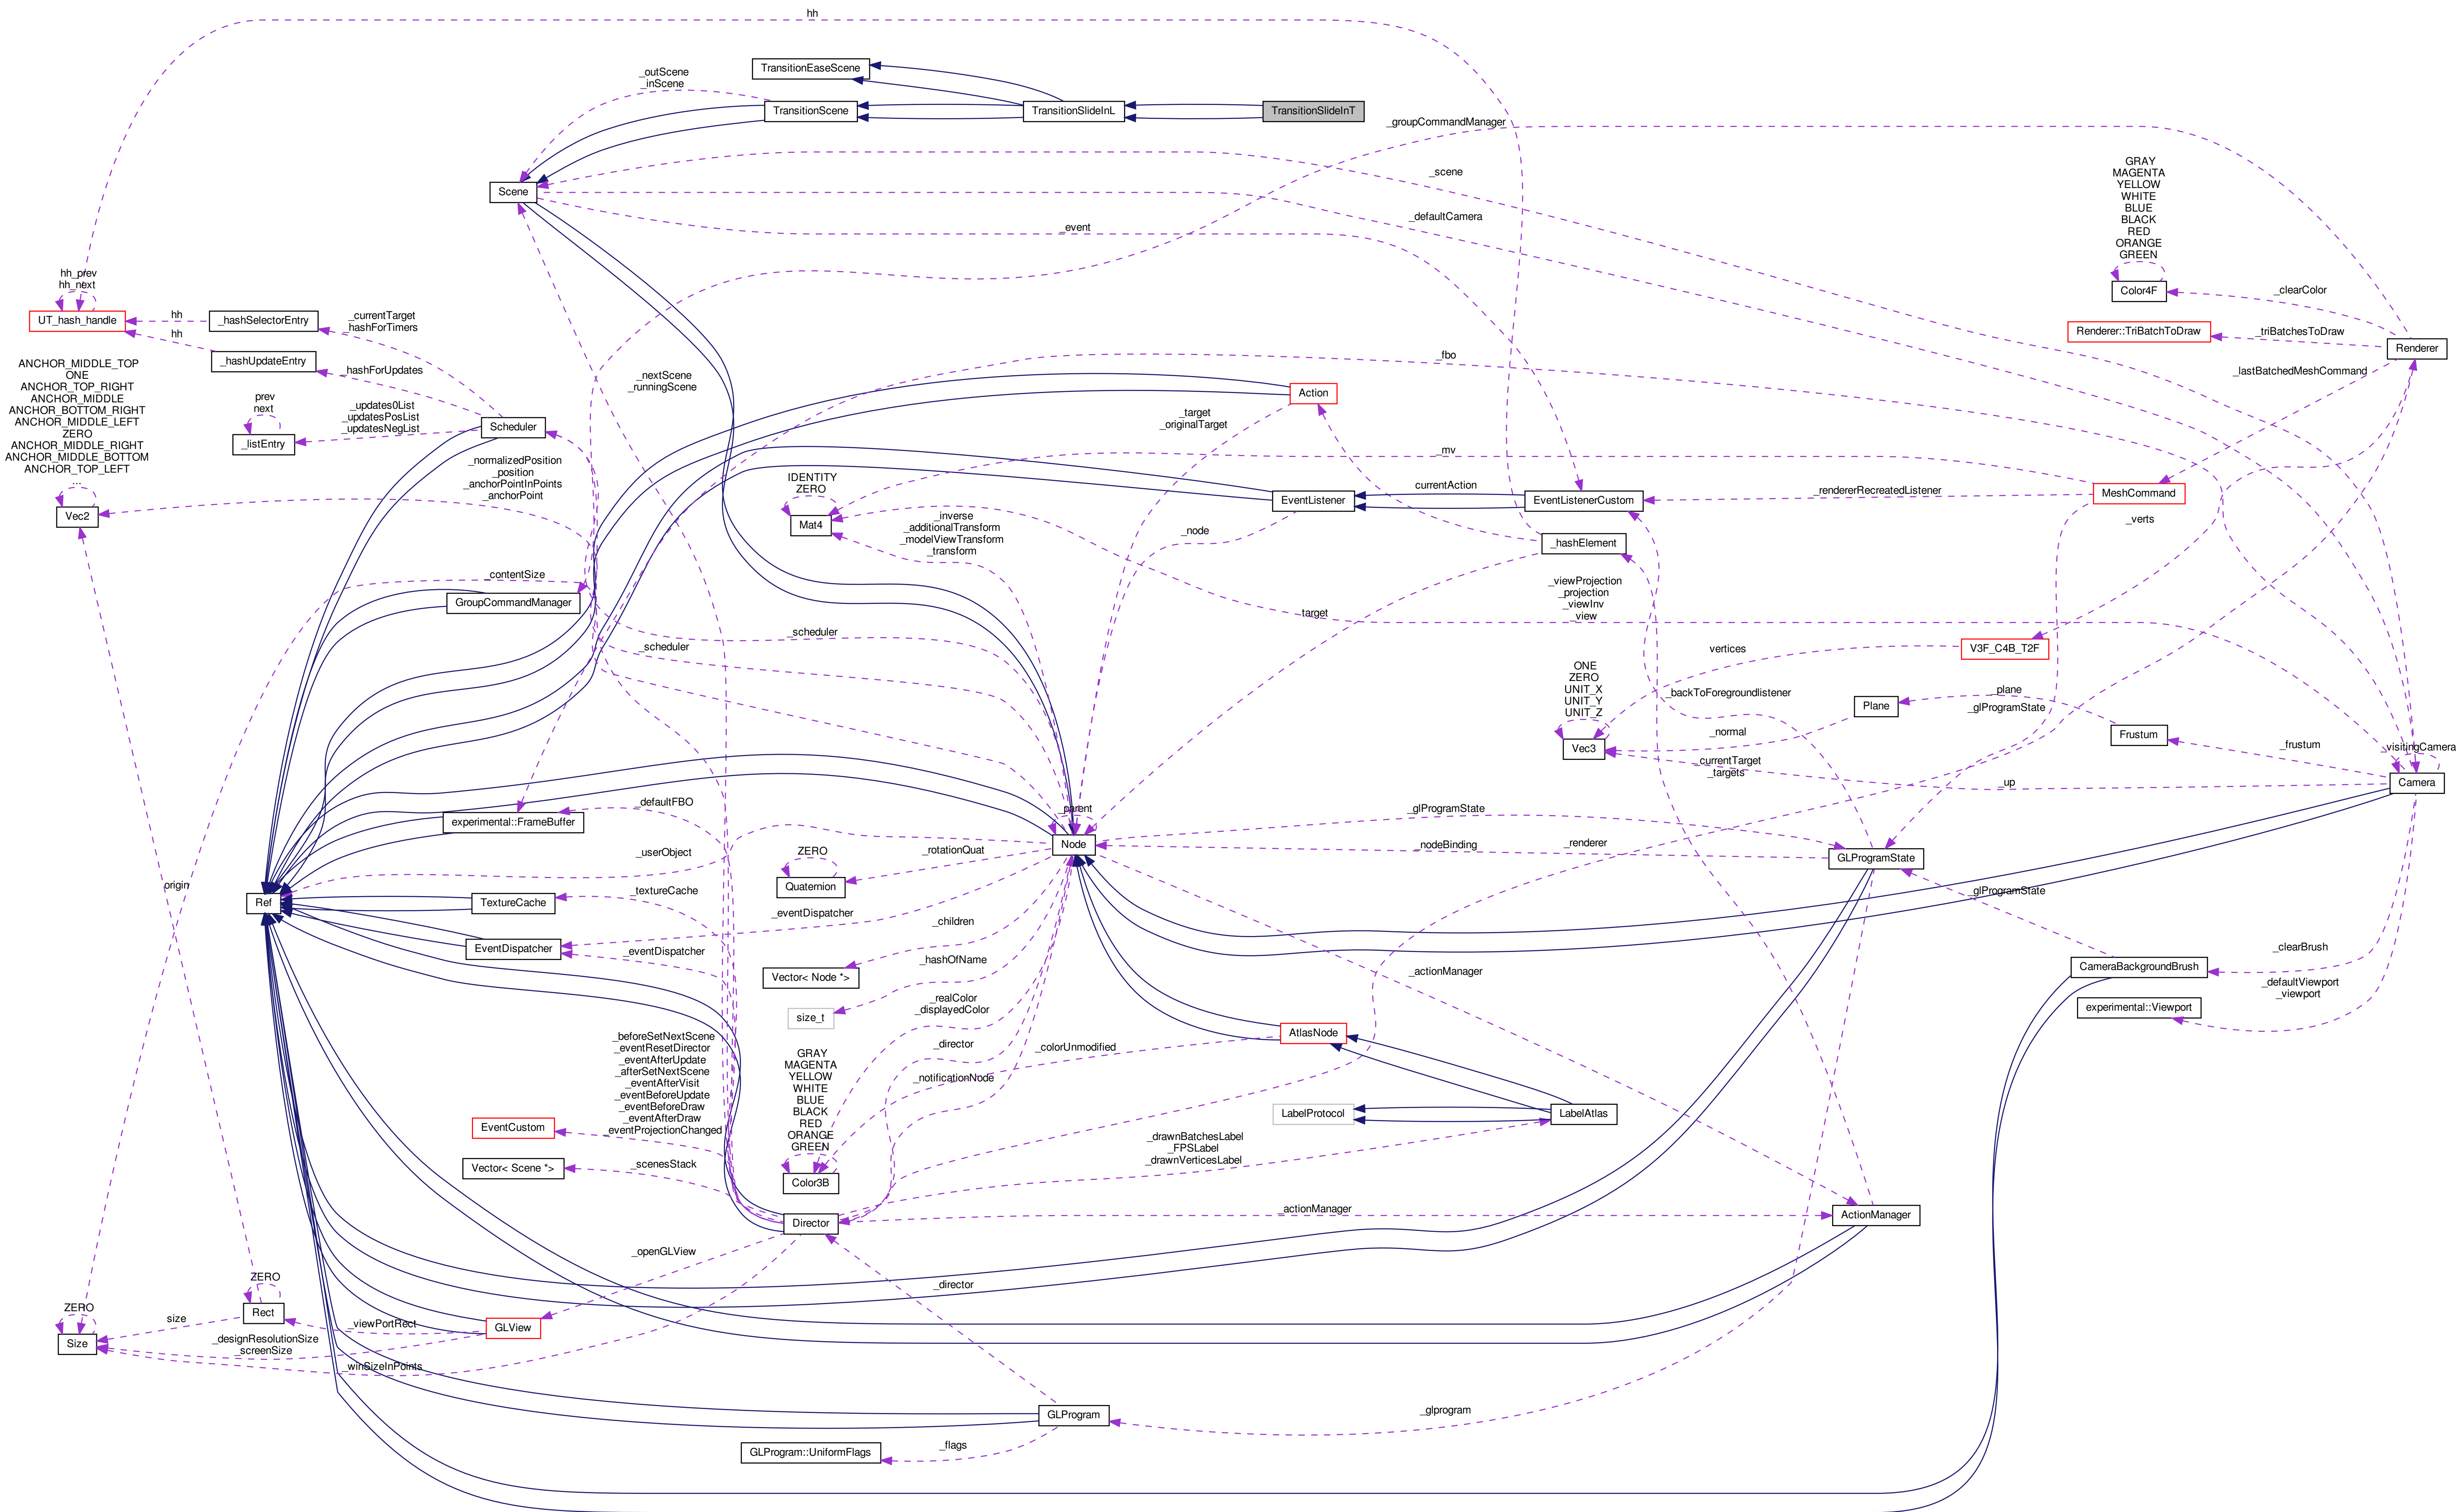 hh
_outScene
_inScene
TransitionEaseScene
TransitionScene
TransitionSlideInL
TransitionSlideInT
_groupCommandManager
_scene
Scene
_defaultCamera
_event
GRAY
MAGENTA
YELLOW
WHITE
BLUE
BLACK
RED
ORANGE
GREEN
Color4F
_clearColor
hh_prev
hh_next
UT_hash_handle
hh
_hashSelectorEntry
_currentTarget
_hashForTimers
hh
_hashUpdateEntry
_hashForUpdates
Renderer::TriBatchToDraw
_triBatchesToDraw
Renderer
_lastBatchedMeshCommand
_fbo
_nextScene
_runningScene
Action
_target
_originalTarget
ANCHOR_MIDDLE_TOP
ONE
ANCHOR_TOP_RIGHT
ANCHOR_MIDDLE
ANCHOR_BOTTOM_RIGHT
ANCHOR_MIDDLE_LEFT
ZERO
ANCHOR_MIDDLE_RIGHT
ANCHOR_MIDDLE_BOTTOM
ANCHOR_TOP_LEFT
...
Vec2
prev
next
_listEntry
_updates0List
_updatesPosList
_updatesNegList
Scheduler
_normalizedPosition
_position
_anchorPointInPoints
_anchorPoint
_mv
IDENTITY
ZERO
Mat4
_inverse
_additionalTransform
_modelViewTransform
_transform
EventListener
currentAction
EventListenerCustom
_rendererRecreatedListener
MeshCommand
_verts
_node
_hashElement
_contentSize
GroupCommandManager
_scheduler
_scheduler
target
_viewProjection
_projection
_viewInv
_view
V3F_C4B_T2F
vertices
ONE
ZERO
UNIT_X
UNIT_Y
UNIT_Z
Vec3
_backToForegroundlistener
_plane
Plane
_glProgramState
_normal
Frustum
_frustum
_visitingCamera
Camera
_currentTarget
_targets
_up
_defaultFBO
experimental::FrameBuffer
_parent
Node
_glProgramState
_nodeBinding
_renderer
GLProgramState
_userObject
_rotationQuat
ZERO
Quaternion
Ref
TextureCache
_textureCache
_glProgramState
origin
_eventDispatcher
EventDispatcher
_eventDispatcher
_children
Vector< Node *>
_hashOfName
size_t
_actionManager
CameraBackgroundBrush
_clearBrush
_defaultViewport
_viewport
experimental::Viewport
_realColor
_displayedColor
_director
_colorUnmodified
AtlasNode
_beforeSetNextScene
_eventResetDirector
_eventAfterUpdate
_afterSetNextScene
_eventAfterVisit
_eventBeforeUpdate
_eventBeforeDraw
_eventAfterDraw
_eventProjectionChanged
GRAY
MAGENTA
YELLOW
WHITE
BLUE
BLACK
RED
ORANGE
GREEN
Color3B
_notificationNode
LabelProtocol
LabelAtlas
EventCustom
_drawnBatchesLabel
_FPSLabel
_drawnVerticesLabel
Vector< Scene *>
_scenesStack
Director
_actionManager
ActionManager
_openGLView
_director
ZERO
Rect
ZERO
Size
size
_viewPortRect
GLView
_designResolutionSize
_screenSize
_winSizeInPoints
GLProgram
_glprogram
GLProgram::UniformFlags
_flags